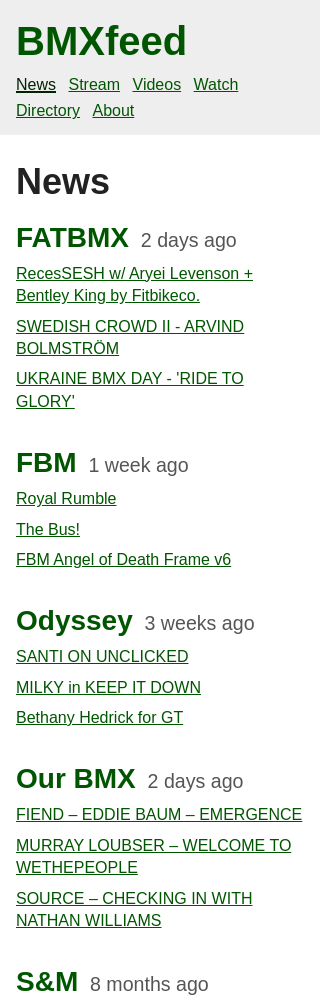 BMXfeed
News Stream Videos Watch
Directory About
News
FATBMX 2 days ago
RecesSESH w/ Aryei Levenson +
Bentley King by Fitbikeco.
SWEDISH CROWD II - ARVIND
BOLMSTRÖM
UKRAINE BMX DAY - 'RIDE TO
GLORY'
FBM 1 week ago
Royal Rumble
The Bus!
FBM Angel of Death Frame v6
Odyssey 3 weeks ago
SANTI ON UNCLICKED
MILKY in KEEP IT DOWN
Bethany Hedrick for GT
Our BMX 2 days ago
FIEND – EDDIE BAUM – EMERGENCE
MURRAY LOUBSER – WELCOME TO
WETHEPEOPLE
SOURCE – CHECKING IN WITH
NATHAN WILLIAMS
S&M 8 months ago